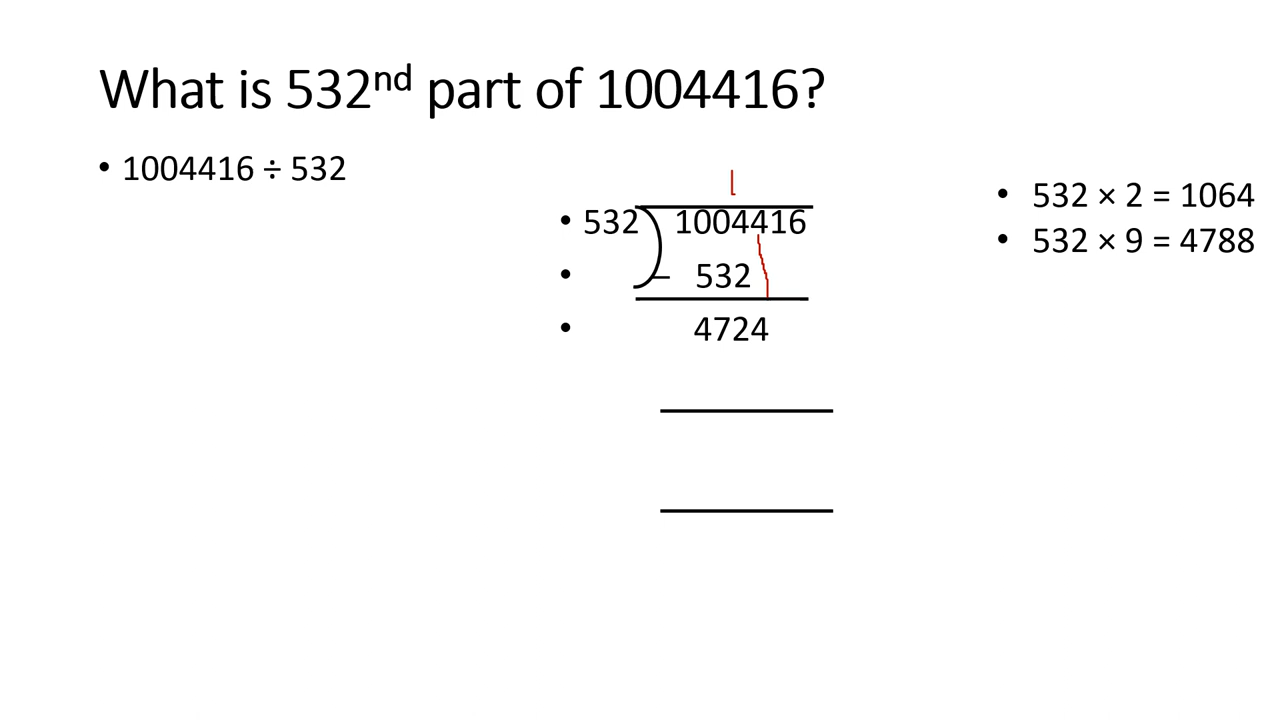 What is 532nd part of 1004416?
• 1004416 ÷ 532
1
• 532 1004416
• – 532
• 4724
• 532 × 2 = 1064
• 532 × 9 = 4788